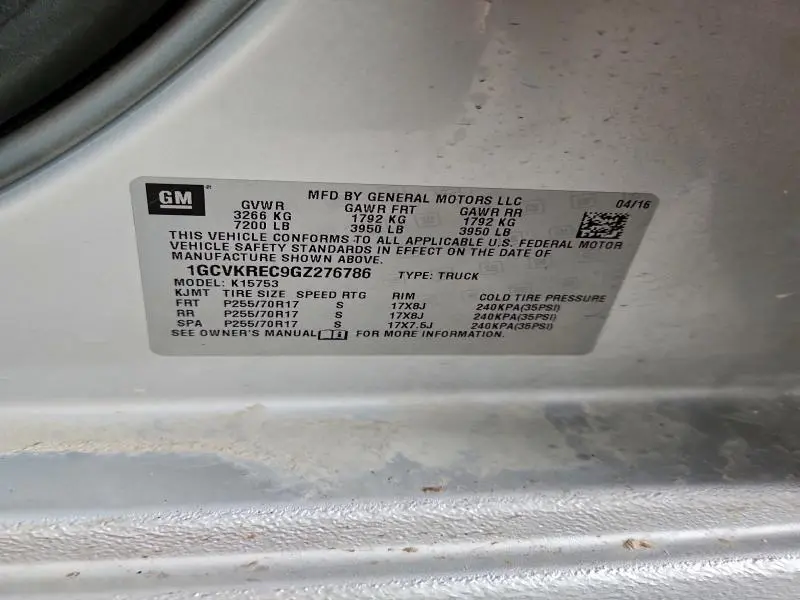 GM
MFD BY GENERAL MOTORS LLC 04/16
GVWR GAWR FRT GAWR RR
3266 KG 1792 KG 1792 KG
7200 LB 3950 LB 3950 LB
THIS VEHICLE CONFORMS TO ALL APPLICABLE U.S. FEDERAL MOTOR
VEHICLE SAFETY STANDARDS IN EFFECT ON THE DATE OF
MANUFACTURE SHOWN ABOVE.
1GCVKREC9GZ276786 TYPE: TRUCK
MODEL: K15753
KJMT TIRE SIZE SPEED RTG RIM COLD TIRE PRESSURE
FRT P255/70R17 S 17X8J 240KPA(35PSI)
RR P255/70R17 S 17X8J 240KPA(35PSI)
SPA P255/70R17 S 17X7.5J 240KPA(35PSI)
SEE OWNER'S MANUAL FOR MORE INFORMATION.